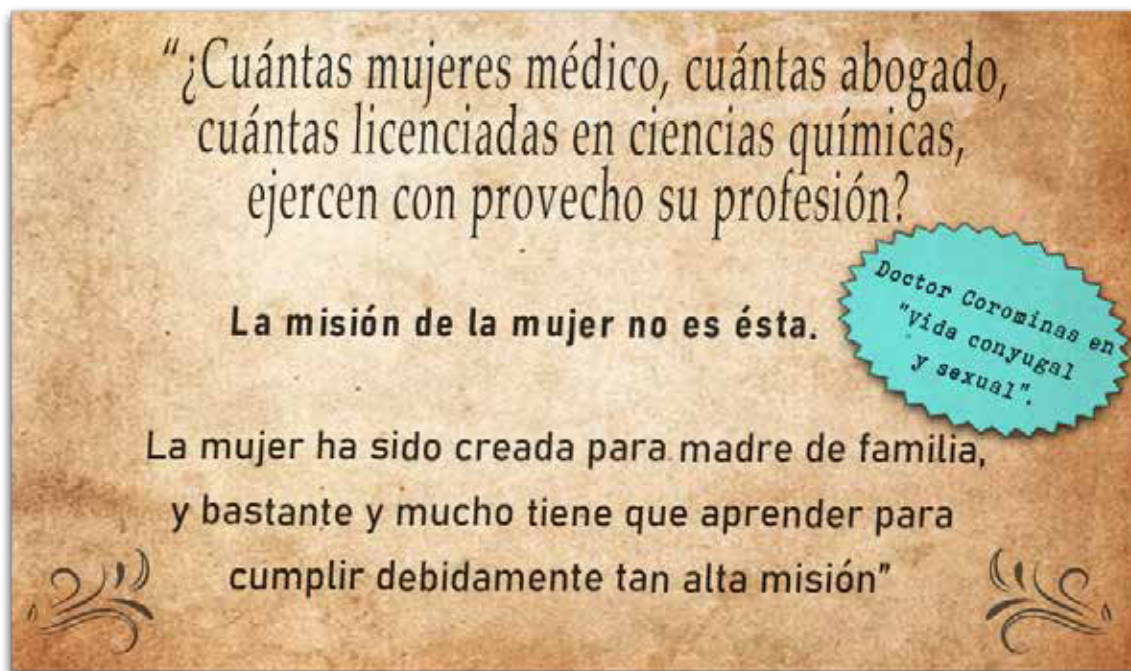 “¿Cuántas mujeres médico, cuántas abogado,
cuántas licenciadas en ciencias químicas,
ejercen con provecho su profesión?
Doctor Corominas en
"Vida conyugal
y sexual".
La misión de la mujer no es ésta.
La mujer ha sido creada para madre de familia,
y bastante y mucho tiene que aprender para
cumplir debidamente tan alta misión”